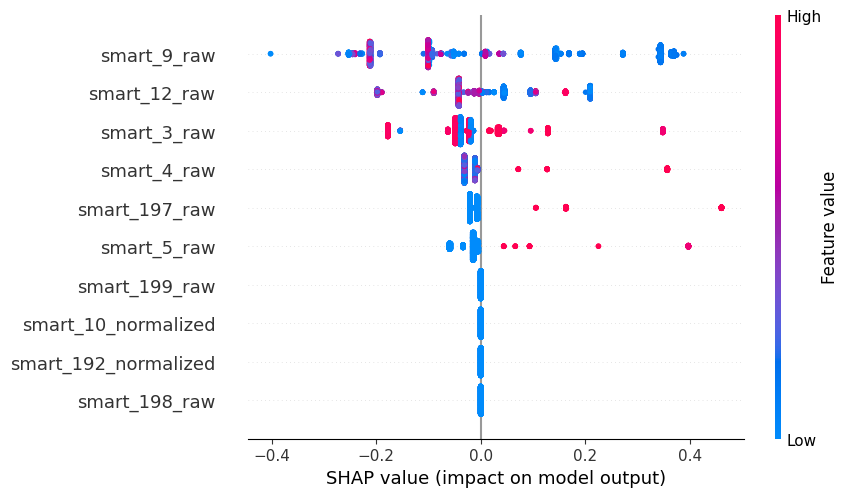 High
smart_9_raw
smart_12_raw
smart_3_raw
smart_4_raw
smart_197_raw
smart_5_raw
smart_199_raw
smart_10_normalized
smart_192_normalized
smart_198_raw
Feature value
Low
−0.4 −0.2 0.0 0.2 0.4
SHAP value (impact on model output)